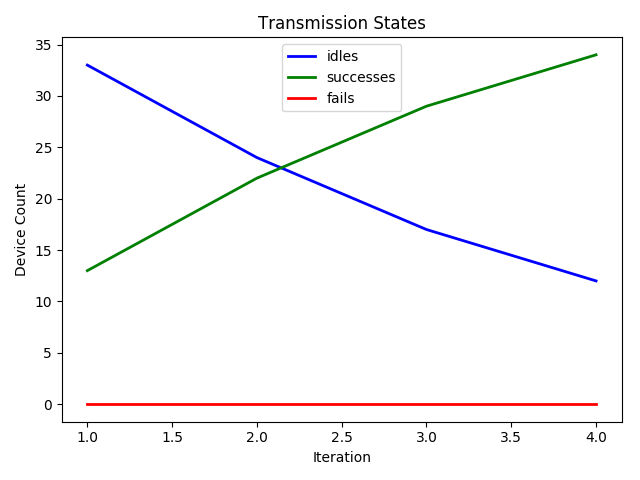 Transmission States
idles
successes
fails
Device Count
35
30
25
20
15
10
5
0
1.0 1.5 2.0 2.5 3.0 3.5 4.0
Iteration